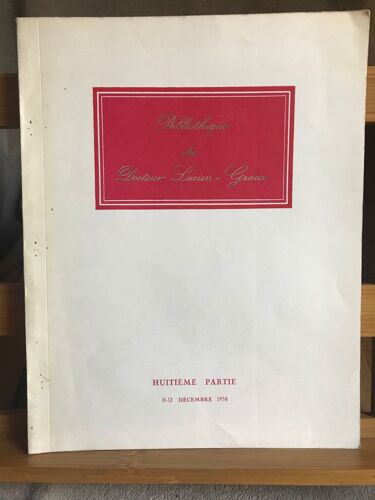 Bibliothèque
du
Docteur Lucien-Graux
HUITIÈME PARTIE
11-12 DÉCEMBRE 1958